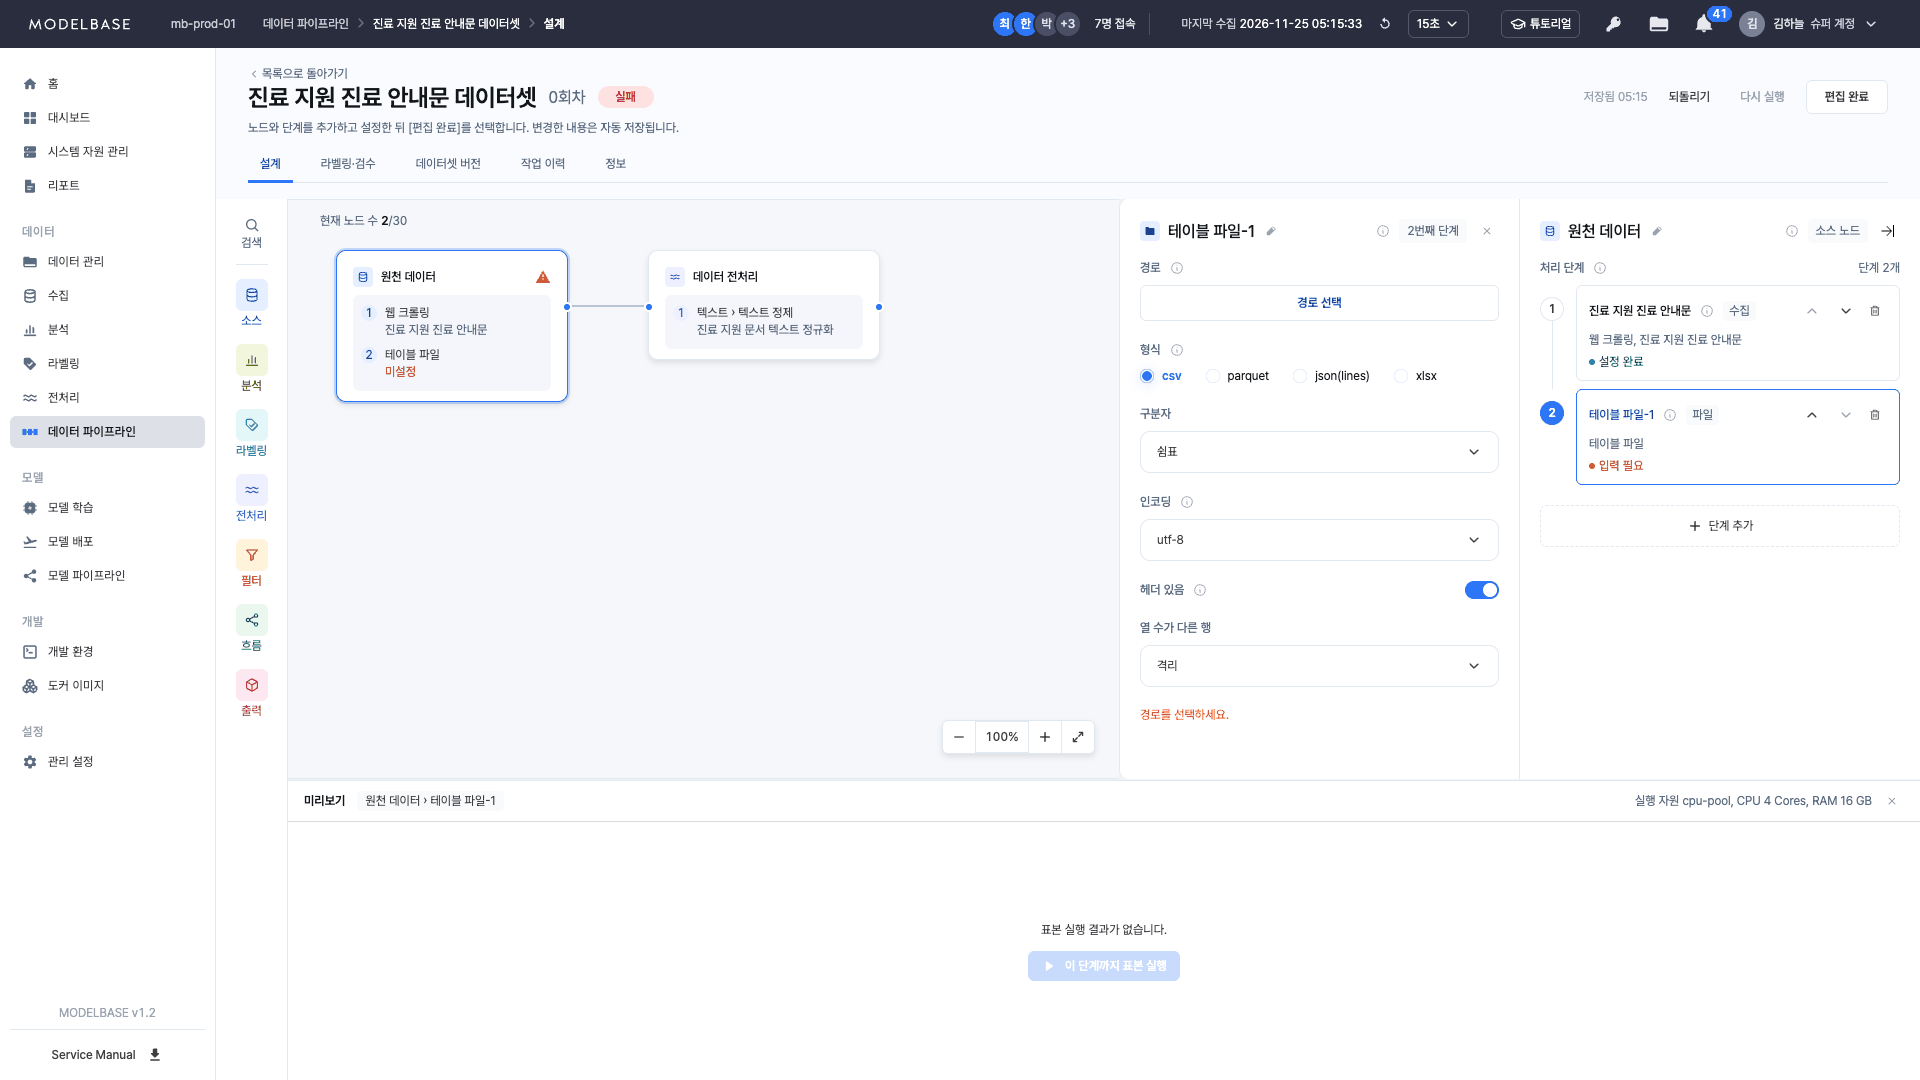 MODELBASE
mb-prod-01
데이터 파이프라인 > 진료 지원 진료 안내문 데이터셋 > 설계
최 한 박 +3 7명 접속
마지막 수집 2026-11-25 05:15:33
15초
튜토리얼
41
김 김하늘 슈퍼 계정
홈
대시보드
시스템 자원 관리
리포트
데이터
데이터 관리
수집
분석
라벨링
전처리
데이터 파이프라인
모델
모델 학습
모델 배포
모델 파이프라인
개발
개발 환경
도커 이미지
설정
관리 설정
MODELBASE v1.2
Service Manual
목록으로 돌아가기
진료 지원 진료 안내문 데이터셋 0회차 실패
노드와 단계를 추가하고 설정한 뒤 [편집 완료]를 선택합니다. 변경한 내용은 자동 저장됩니다.
저장됨 05:15 되돌리기 다시 실행 편집 완료
설계 라벨링·검수 데이터셋 버전 작업 이력 정보
검색
소스
분석
라벨링
전처리
필터
흐름
출력
현재 노드 수 2/30
원천 데이터
1 웹 크롤링
진료 지원 진료 안내문
2 테이블 파일
미설정
데이터 전처리
1 텍스트 › 텍스트 정제
진료 지원 문서 텍스트 정규화
100%
테이블 파일-1 2번째 단계
경로
경로 선택
형식
csv parquet json(lines) xlsx
구분자
쉼표
인코딩
utf-8
헤더 있음
열 수가 다른 행
격리
경로를 선택하세요.
원천 데이터 소스 노드
처리 단계 단계 2개
1 진료 지원 진료 안내문 수집
웹 크롤링, 진료 지원 진료 안내문
설정 완료
2 테이블 파일-1 파일
테이블 파일
입력 필요
단계 추가
미리보기 원천 데이터 › 테이블 파일-1
실행 자원 cpu-pool, CPU 4 Cores, RAM 16 GB
표본 실행 결과가 없습니다.
이 단계까지 표본 실행